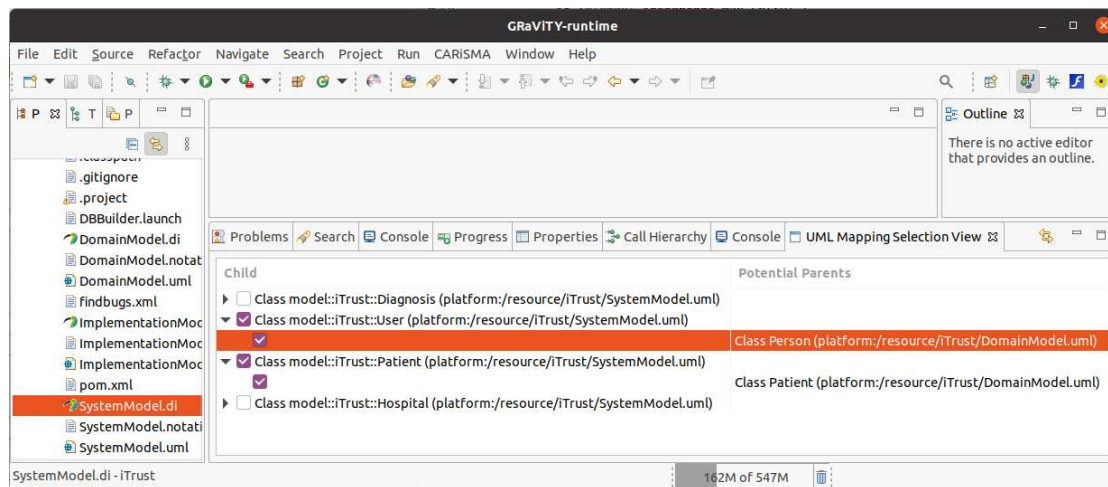 GRaViTY-runtime
File Edit Source Refactor Navigate Search Project Run CARiSMA Window Help
P T P
Outline
There is no active editor
that provides an outline.
.classpath
.gitignore
.project
DBBuilder.launch
DomainModel.di
DomainModel.notat
DomainModel.uml
findbugs.xml
ImplementationMod
ImplementationMod
ImplementationMod
pom.xml
SystemModel.di
SystemModel.notati
SystemModel.uml
Problems Search Console Progress Properties Call Hierarchy Console UML Mapping Selection View
Child Potential Parents
Class model::iTrust::Diagnosis (platform:/resource/iTrust/SystemModel.uml)
Class model::iTrust::User (platform:/resource/iTrust/SystemModel.uml)
Class Person (platform:/resource/iTrust/DomainModel.uml)
Class model::iTrust::Patient (platform:/resource/iTrust/SystemModel.uml)
Class Patient (platform:/resource/iTrust/DomainModel.uml)
Class model::iTrust::Hospital (platform:/resource/iTrust/SystemModel.uml)
SystemModel.di - iTrust 162M of 547M